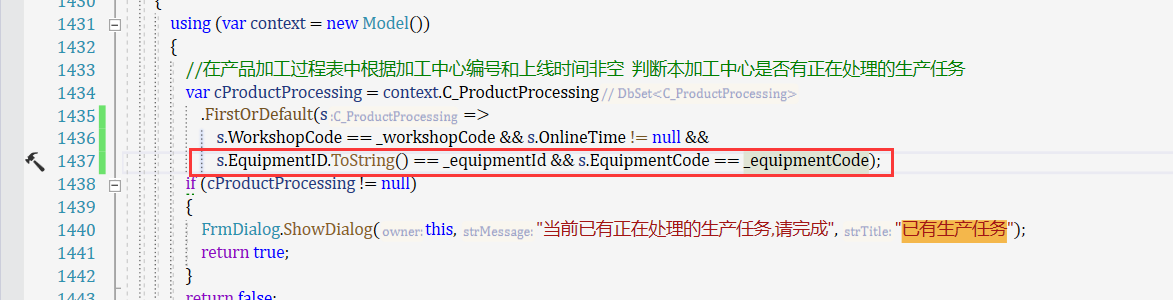 1430 {
1431 using (var context = new Model())
1432 {
1433 //在产品加工过程表中根据加工中心编号和上线时间非空 判断本加工中心是否有正在处理的生产任务
1434 var cProductProcessing = context.C_ProductProcessing // DbSet<C_ProductProcessing>
1435 .FirstOrDefault(s :C_ProductProcessing =>
1436 s.WorkshopCode == _workshopCode && s.OnlineTime != null &&
1437 s.EquipmentID.ToString() == _equipmentId && s.EquipmentCode == _equipmentCode);
1438 if (cProductProcessing != null)
1439 {
1440 FrmDialog.ShowDialog( owner: this, strMessage: "当前已有正在处理的生产任务,请完成", strTitle: "已有生产任务");
1441 return true;
1442 }
1443 return false;